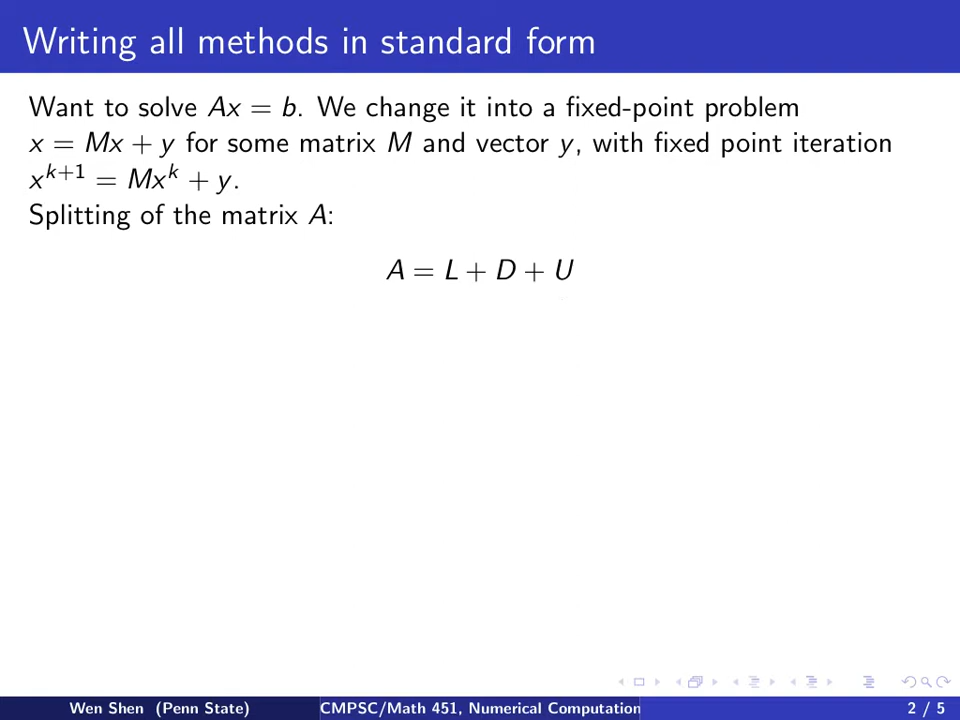 Writing all methods in standard form
Want to solve Ax = b. We change it into a fixed-point problem
x = Mx + y for some matrix M and vector y, with fixed point iteration
x^{k+1} = Mx^k + y.
Splitting of the matrix A:
A = L + D + U
Wen Shen (Penn State)
CMPSC/Math 451, Numerical Computation
2 / 5